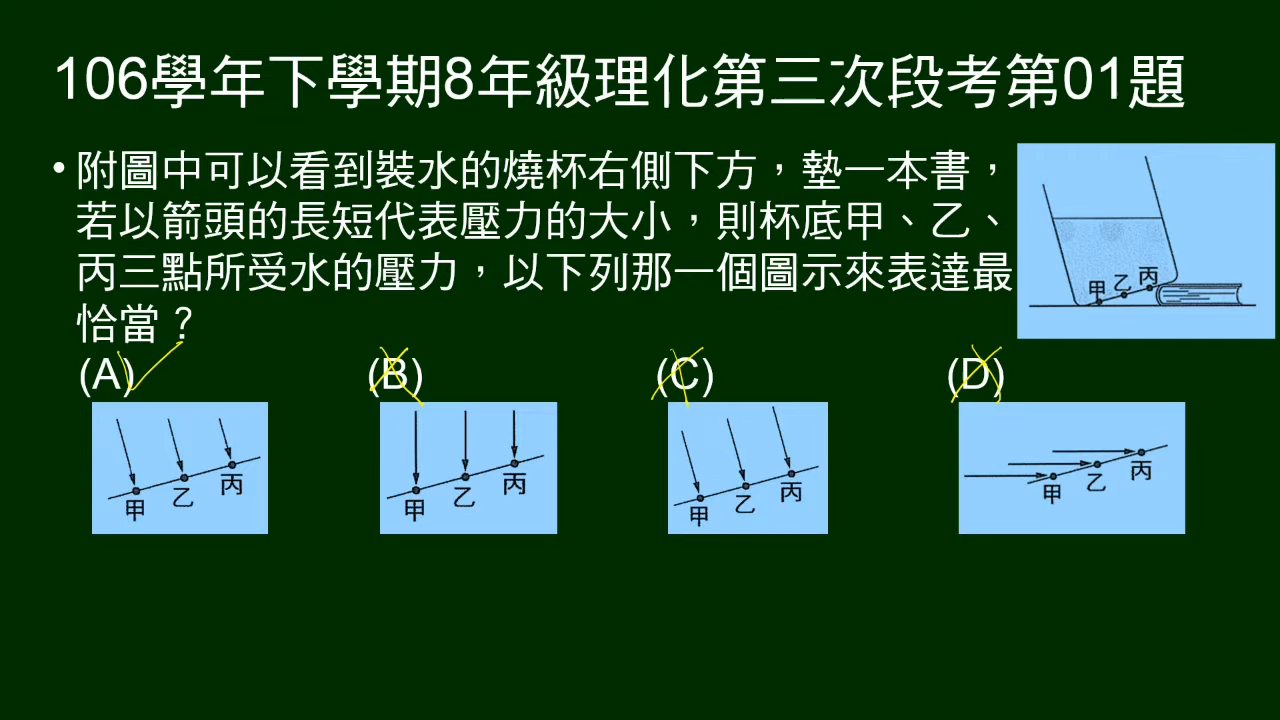 106學年下學期8年級理化第三次段考第01題
• 附圖中可以看到裝水的燒杯右側下方，墊一本書，
若以箭頭的長短代表壓力的大小，則杯底甲、乙、
丙三點所受水的壓力，以下列那一個圖示來表達最
恰當？
甲 乙 丙
(A) (B) (C) (D)
甲 乙 丙
甲 乙 丙
甲 乙 丙
甲 乙 丙